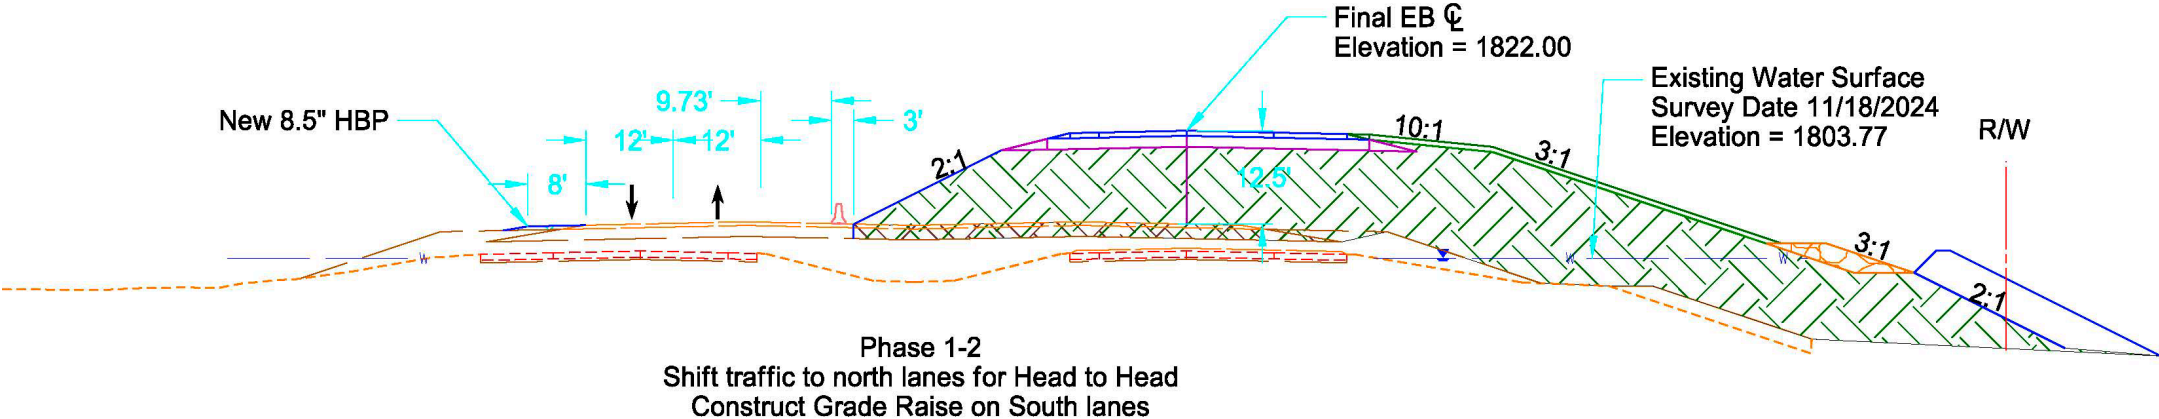 Final EB ℄
Elevation = 1822.00
Existing Water Surface
Survey Date 11/18/2024
Elevation = 1803.77
R/W
New 8.5" HBP
9.73'
3'
12'
12'
8'
2:1
12.5'
10:1
3:1
3:1
2:1
W
W
W
Phase 1-2
Shift traffic to north lanes for Head to Head
Construct Grade Raise on South lanes